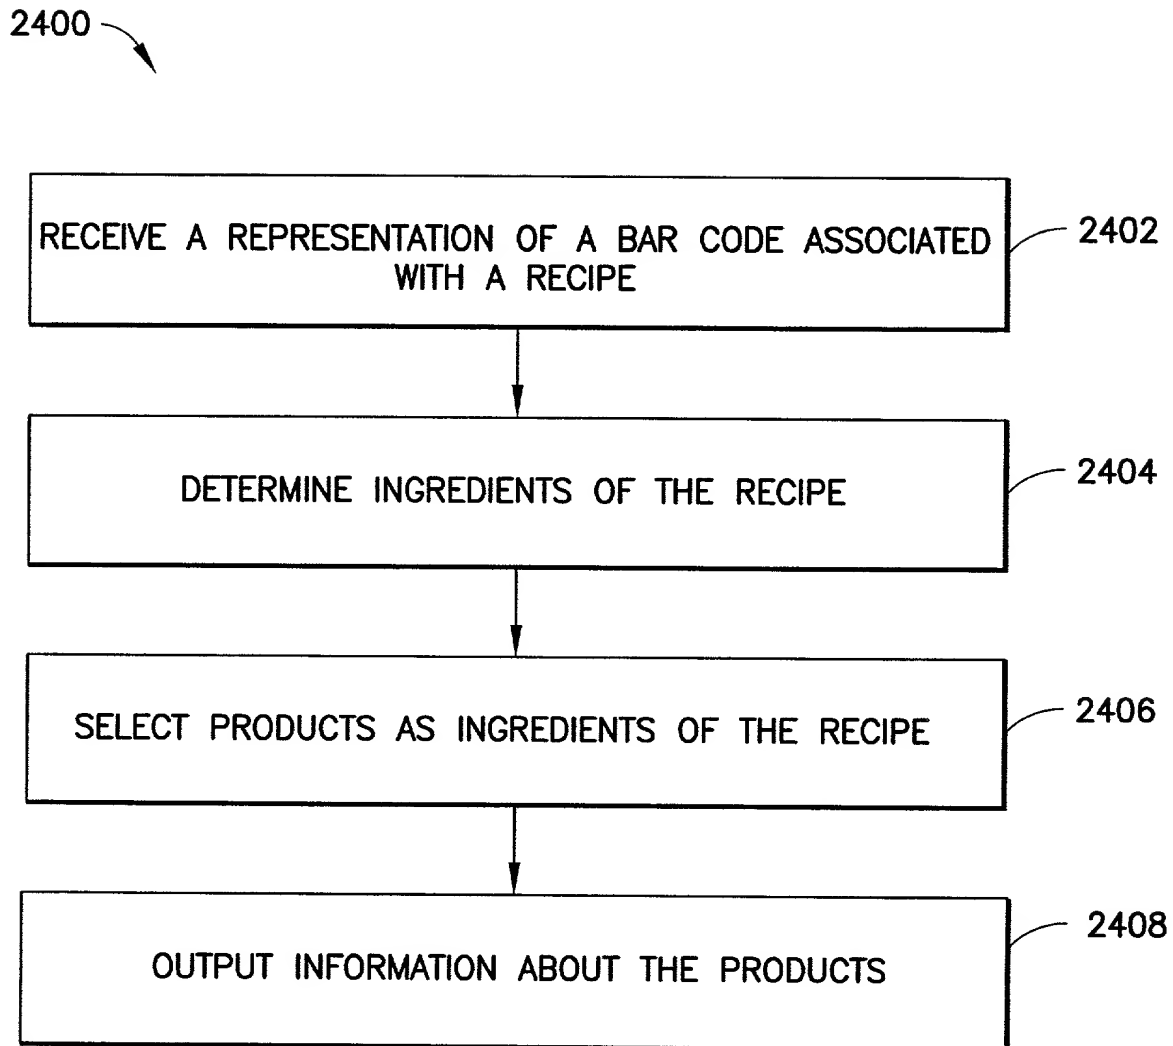 2400
RECEIVE A REPRESENTATION OF A BAR CODE ASSOCIATED
WITH A RECIPE
2402
DETERMINE INGREDIENTS OF THE RECIPE
2404
SELECT PRODUCTS AS INGREDIENTS OF THE RECIPE
2406
OUTPUT INFORMATION ABOUT THE PRODUCTS
2408